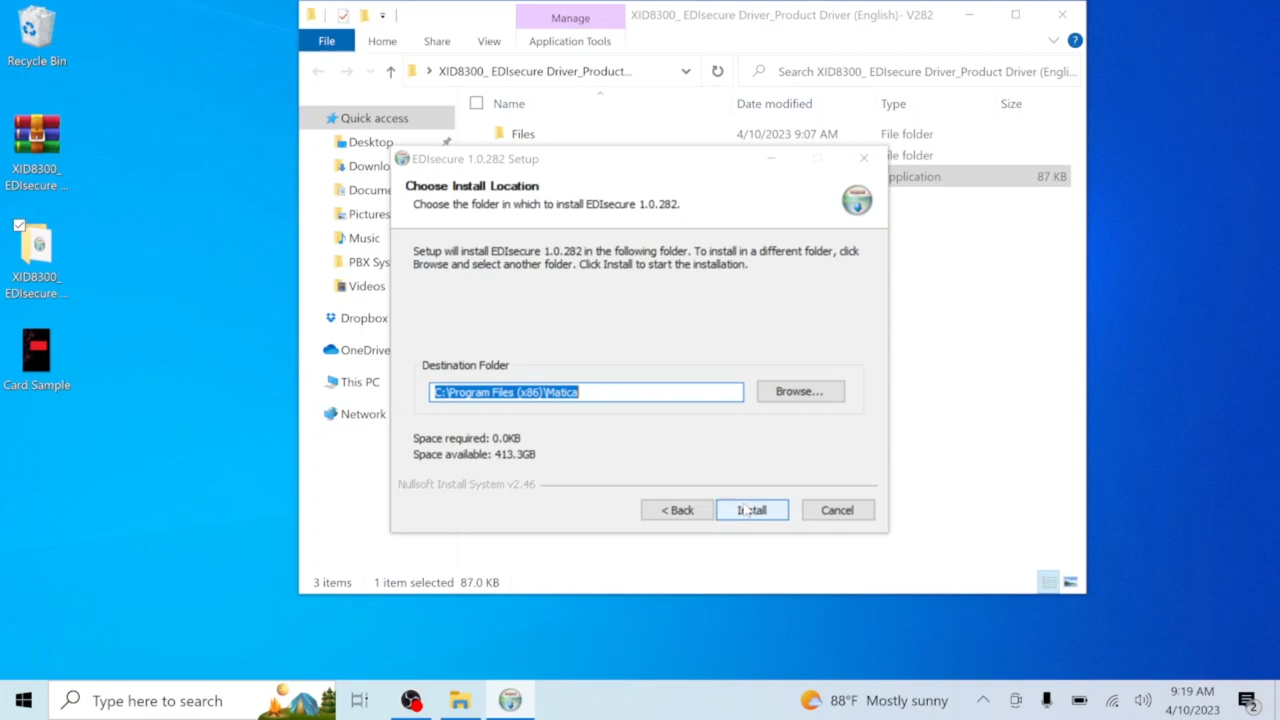 Recycle Bin
XID8300_
EDIsecure ...
XID8300_
EDIsecure ...
Card Sample
Manage
XID8300_ EDIsecure Driver_Product Driver (English)- V282
File
Home
Share
View
Application Tools
XID8300_ EDIsecure Driver_Product...
Search XID8300_ EDIsecure Driver_Product Driver (Engli...
Name
Date modified
Type
Size
Quick access
Desktop
Downlo
Docume
Pictures
Music
PBX Sys
Videos
Dropbox
OneDrive
This PC
Network
Files
4/10/2023 9:07 AM
File folder
ile folder
pplication
87 KB
EDIsecure 1.0.282 Setup
Choose Install Location
Choose the folder in which to install EDIsecure 1.0.282.
Setup will install EDIsecure 1.0.282 in the following folder. To install in a different folder, click
Browse and select another folder. Click Install to start the installation.
Destination Folder
C:\Program Files (x86)\Matica
Browse...
Space required: 0.0KB
Space available: 413.3GB
Nullsoft Install System v2.46
< Back
Install
Cancel
3 items
1 item selected 87.0 KB
Type here to search
88°F Mostly sunny
9:19 AM
4/10/2023
2